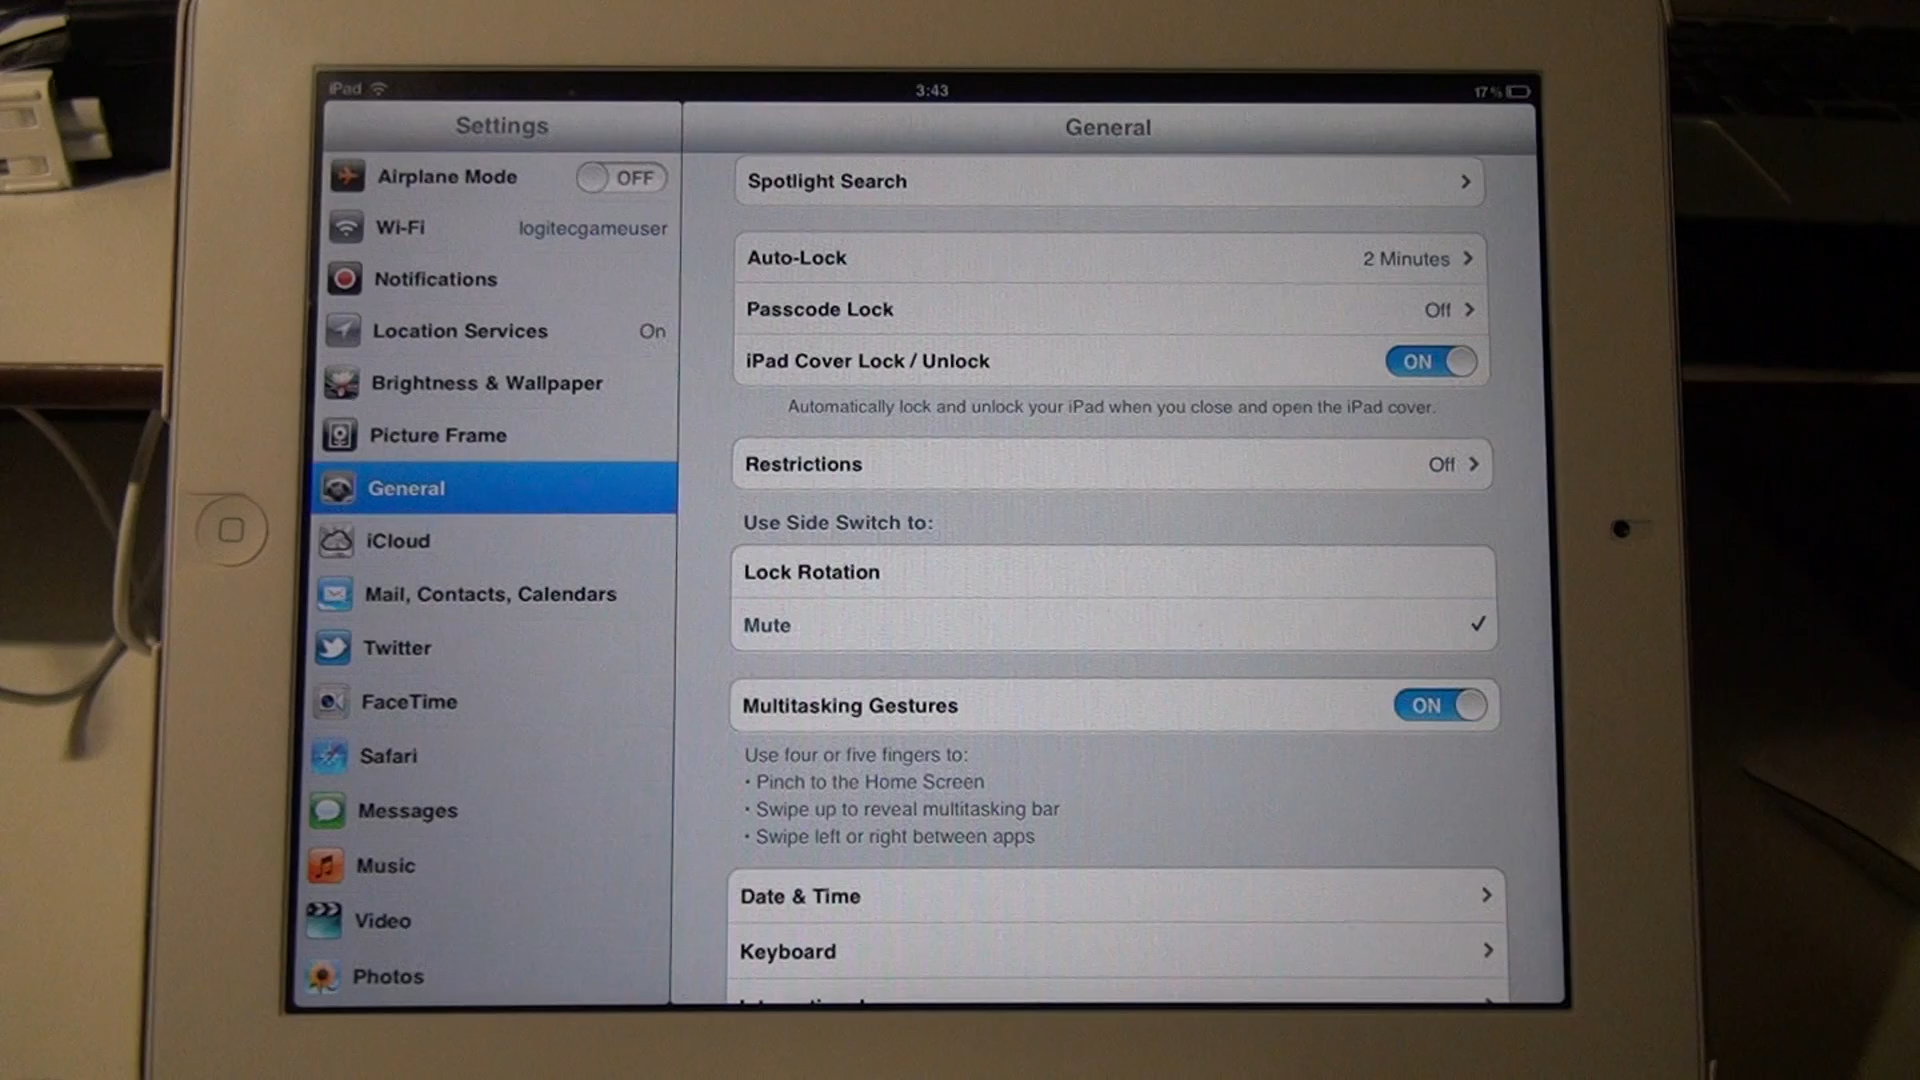 iPad
3:43
17%
Settings
General
Airplane Mode OFF
Wi-Fi logitecgameuser
Notifications
Location Services On
Brightness & Wallpaper
Picture Frame
General
iCloud
Mail, Contacts, Calendars
Twitter
FaceTime
Safari
Messages
Music
Video
Photos
Spotlight Search
Auto-Lock 2 Minutes
Passcode Lock Off
iPad Cover Lock / Unlock ON
Automatically lock and unlock your iPad when you close and open the iPad cover.
Restrictions Off
Use Side Switch to:
Lock Rotation
Mute
Multitasking Gestures ON
Use four or five fingers to:
• Pinch to the Home Screen
• Swipe up to reveal multitasking bar
• Swipe left or right between apps
Date & Time
Keyboard